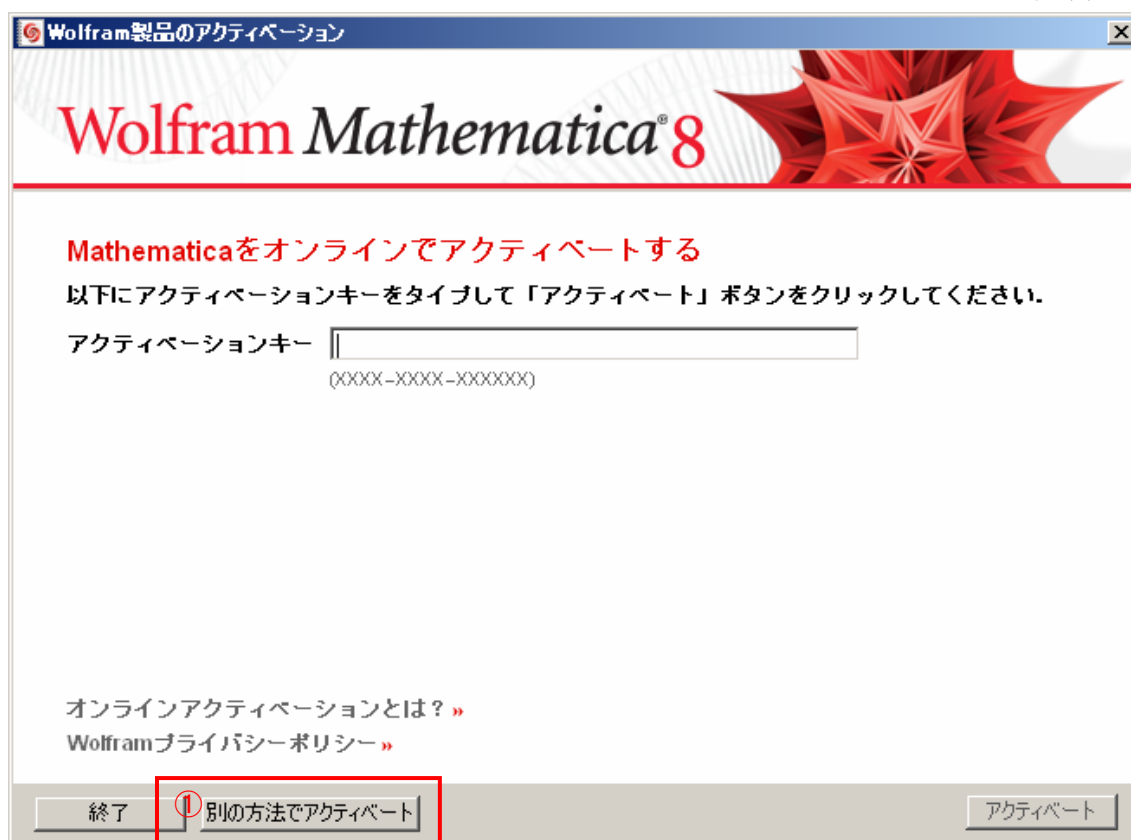 Wolfram製品のアクティベーション
Wolfram Mathematica®8
Mathematicaをオンラインでアクティベートする
以下にアクティベーションキーをタイプして「アクティベート」ボタンをクリックしてください.
アクティベーションキー
(XXXX-XXXX-XXXXXX)
オンラインアクティベーションとは？»
Wolframプライバシーポリシー»
終了 ①別の方法でアクティベート アクティベート